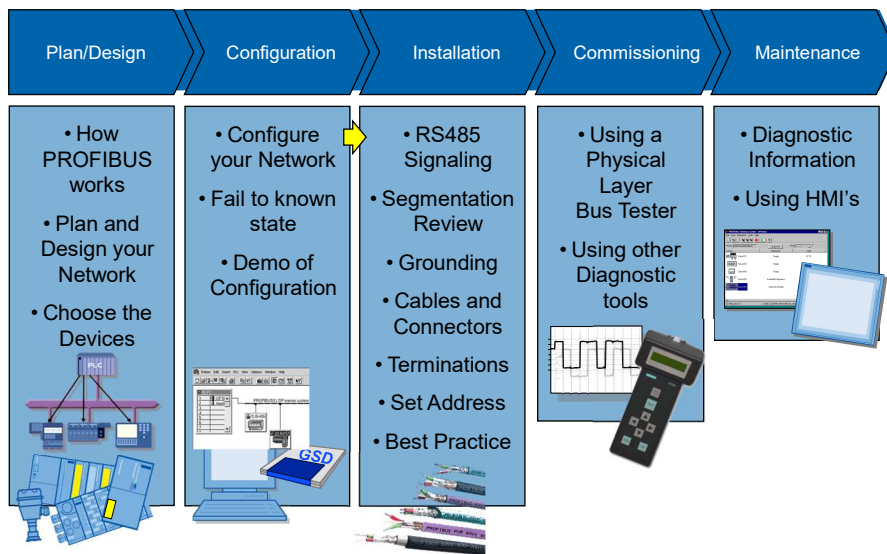 Plan/Design
Configuration
Installation
Commissioning
Maintenance
• How
PROFIBUS
works
• Plan and
Design your
Network
• Choose the
Devices
PLC
• Configure
your Network
• Fail to known
state
• Demo of
Configuration
GSD
• RS485
Signaling
• Segmentation
Review
• Grounding
• Cables and
Connectors
• Terminations
• Set Address
• Best Practice
• Using a
Physical
Layer
Bus Tester
• Using other
Diagnostic
tools
• Diagnostic
Information
• Using HMI's